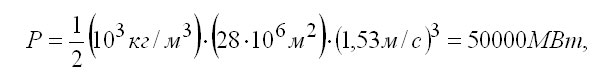 P = 1/2 (10³ кг/м³)·(28·10⁶ м²)·(1,53 м/с)³ = 50000 МВт,